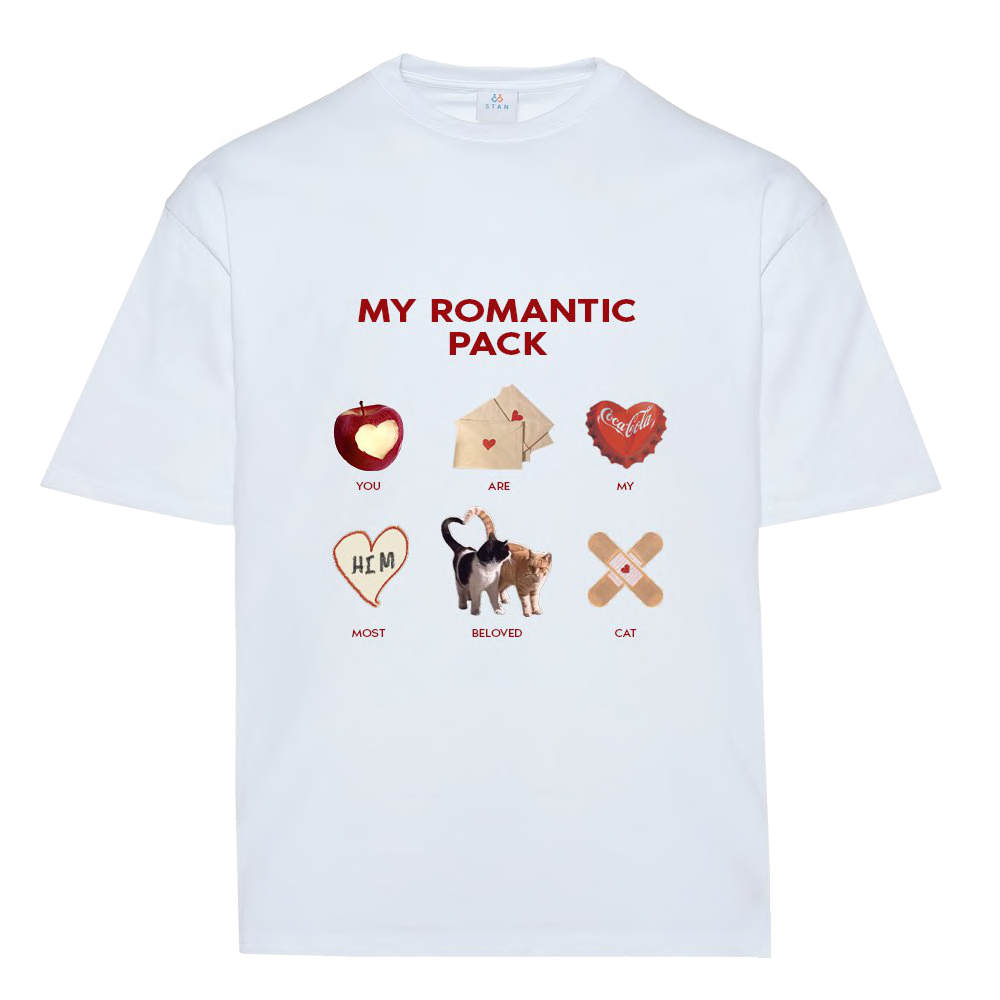 STAN
MY ROMANTIC
PACK
Coca-Cola
YOU
ARE
MY
HIM
MOST
BELOVED
CAT